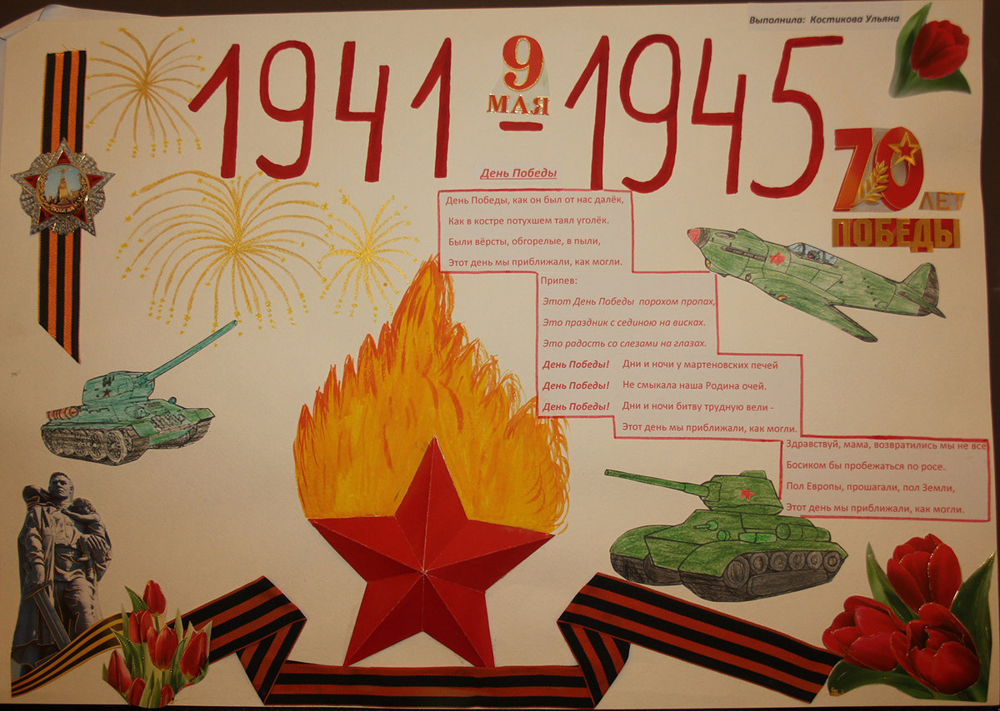 Выполнила: Костикова Ульяна
1941 - 1945
9
МАЯ
70
ЛЕТ
ПОБЕДЫ
День Победы
День Победы, как он был от нас далёк,
Как в костре потухшем таял уголёк.
Были вёрсты, обгорелые, в пыли,
Этот день мы приближали, как могли.
Припев:
Этот День Победы порохом пропах,
Это праздник с сединою на висках.
Это радость со слезами на глазах.
День Победы! Дни и ночи у мартеновских печей
День Победы! Не смыкала наша Родина очей.
День Победы! Дни и ночи битву трудную вели -
Этот день мы приближали, как могли.
Здравствуй, мама, возвратились мы не все
Босиком бы пробежаться по росе.
Пол Европы, прошагали, пол Земли,
Этот день мы приближали, как могли.